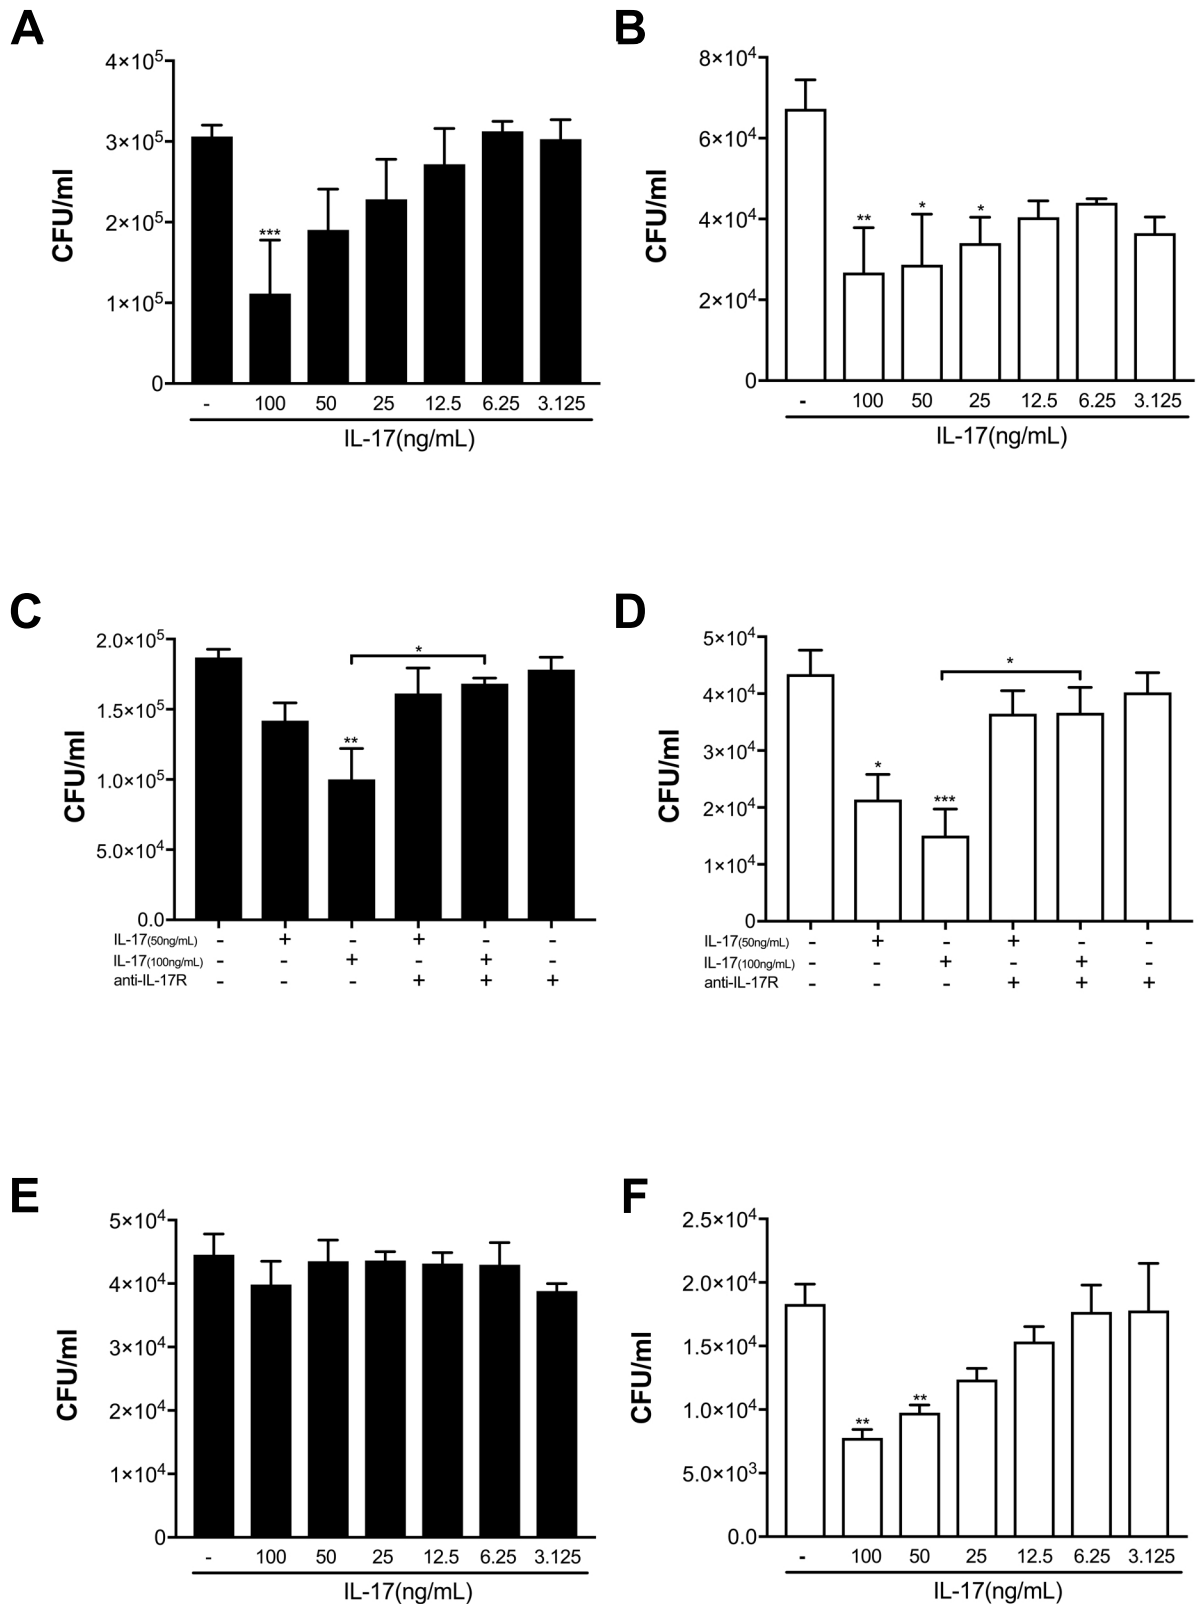 A
CFU/ml
4×10⁵
3×10⁵
2×10⁵
1×10⁵
0
***
- 100 50 25 12.5 6.25 3.125
IL-17(ng/mL)
B
CFU/ml
8×10⁴
6×10⁴
4×10⁴
2×10⁴
0
** * *
- 100 50 25 12.5 6.25 3.125
IL-17(ng/mL)
C
CFU/ml
2.0×10⁵
1.5×10⁵
1.0×10⁵
5.0×10⁴
0.0
*
**
IL-17(50ng/mL) - + - + - -
IL-17(100ng/mL) - - + - + -
anti-IL-17R - - - + + +
D
CFU/ml
5×10⁴
4×10⁴
3×10⁴
2×10⁴
1×10⁴
0
*
*
***
IL-17(50ng/mL) - + - + - -
IL-17(100ng/mL) - - + - + -
anti-IL-17R - - - + + +
E
CFU/ml
5×10⁴
4×10⁴
3×10⁴
2×10⁴
1×10⁴
0
- 100 50 25 12.5 6.25 3.125
IL-17(ng/mL)
F
CFU/ml
2.5×10⁴
2.0×10⁴
1.5×10⁴
1.0×10⁴
5.0×10³
0.0
** **
- 100 50 25 12.5 6.25 3.125
IL-17(ng/mL)